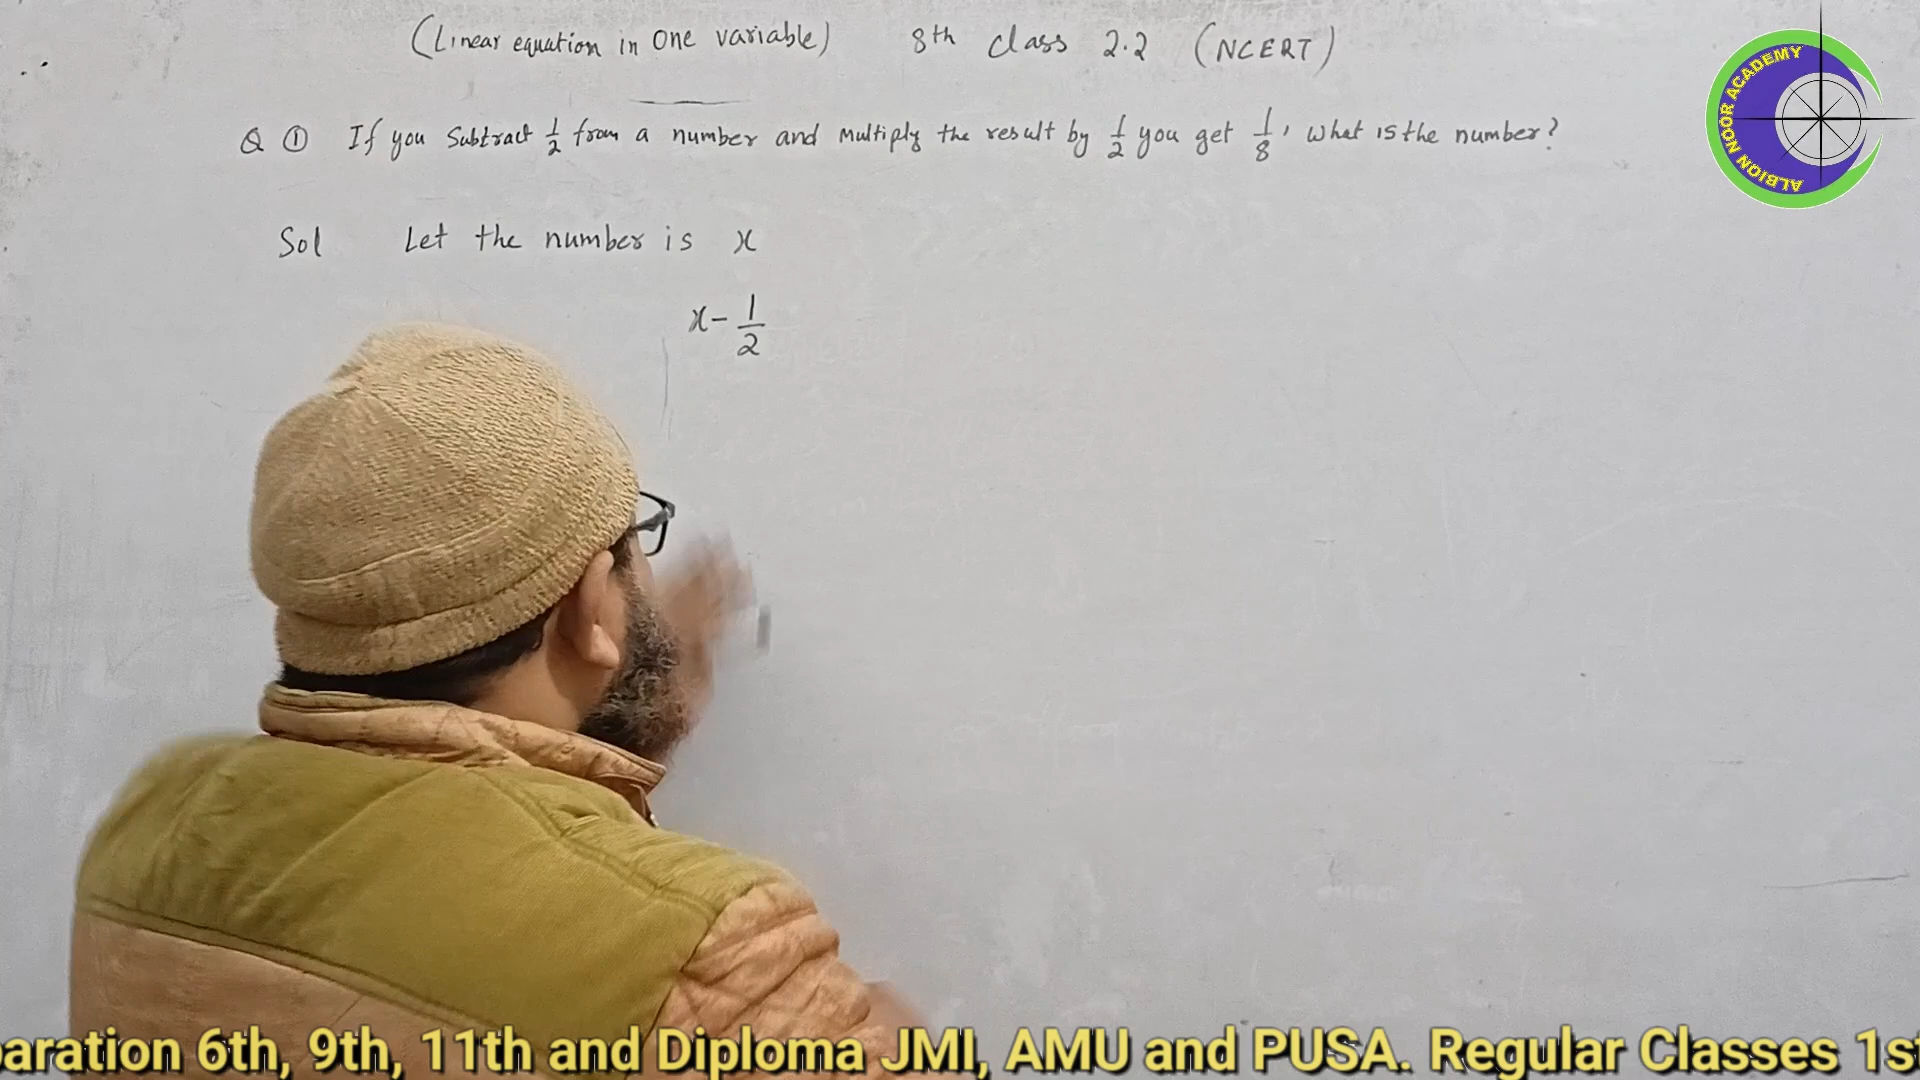 (Linear equation in one variable) 8th class 2.2 (NCERT)
Q ① If you subtract 1/2 from a number and multiply the result by 1/2 you get 1/8, what is the number?
Sol Let the number is x
x - 1/2
ALBION NOOR ACADEMY
paration 6th, 9th, 11th and Diploma JMI, AMU and PUSA. Regular Classes 1st